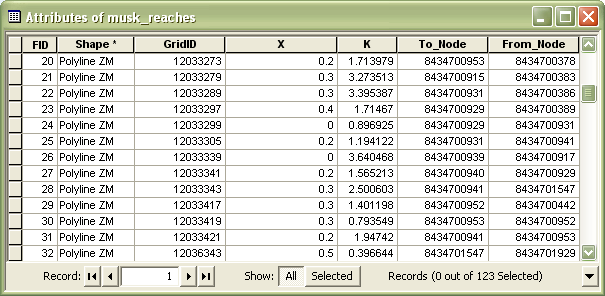 Attributes of musk_reaches
FID Shape * GridID X K To_Node From_Node
20 Polyline ZM 12033273 0.2 1.713979 8434700953 8434700378
21 Polyline ZM 12033279 0.3 3.273513 8434700915 8434700383
22 Polyline ZM 12033289 0.3 3.395387 8434700931 8434700386
23 Polyline ZM 12033297 0.4 1.71467 8434700929 8434700389
24 Polyline ZM 12033299 0 0.896925 8434700929 8434700931
25 Polyline ZM 12033305 0.2 1.194122 8434700931 8434700941
26 Polyline ZM 12033339 0 3.640468 8434700939 8434700917
27 Polyline ZM 12033341 0.2 1.565213 8434700940 8434700929
28 Polyline ZM 12033343 0.3 2.500603 8434700941 8434701547
29 Polyline ZM 12033417 0.3 1.401198 8434700952 8434700442
30 Polyline ZM 12033419 0.3 0.793549 8434700953 8434700952
31 Polyline ZM 12033421 0.2 1.94742 8434700941 8434700953
32 Polyline ZM 12036343 0.5 0.396644 8434701547 8434701929
Record: 1 Show: All Selected Records (0 out of 123 Selected)